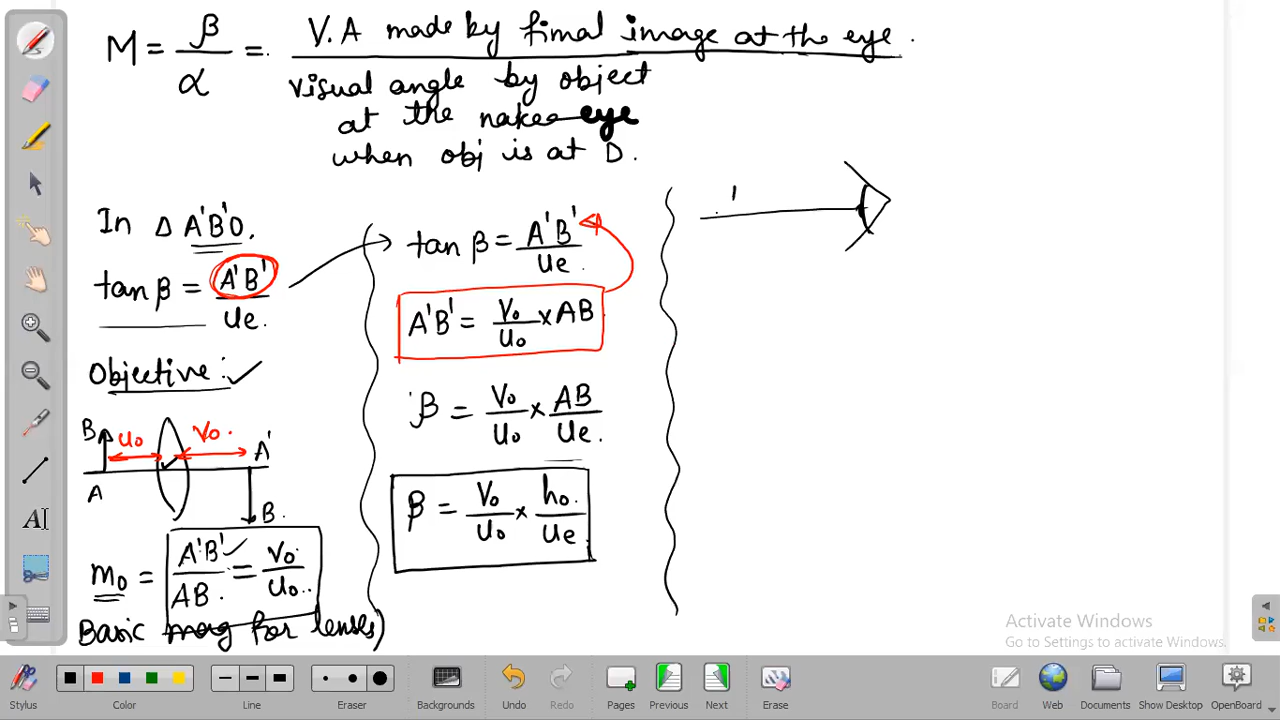 M = β/α = V.A made by fimal image at the eye.
visual angle by object
at the nake eye
when obj is at D.
In Δ A'B'O.
tan β = A'B'/ue.
Objective:
B
u₀
v₀.
A'
A
B.
m₀ = A'B'/AB. = v₀/u₀..
Basic mag for lenses)
tan β = A'B'/ue.
A'B' = v₀/u₀ × AB
β = v₀/u₀ × AB/ue.
β = v₀/u₀ × h₀./ue
Activate Windows
Go to Settings to activate Windows.
Stylus
Color
Line
Eraser
Backgrounds
Undo
Redo
Pages
Previous
Next
Erase
Board
Web
Documents
Show Desktop
OpenBoard